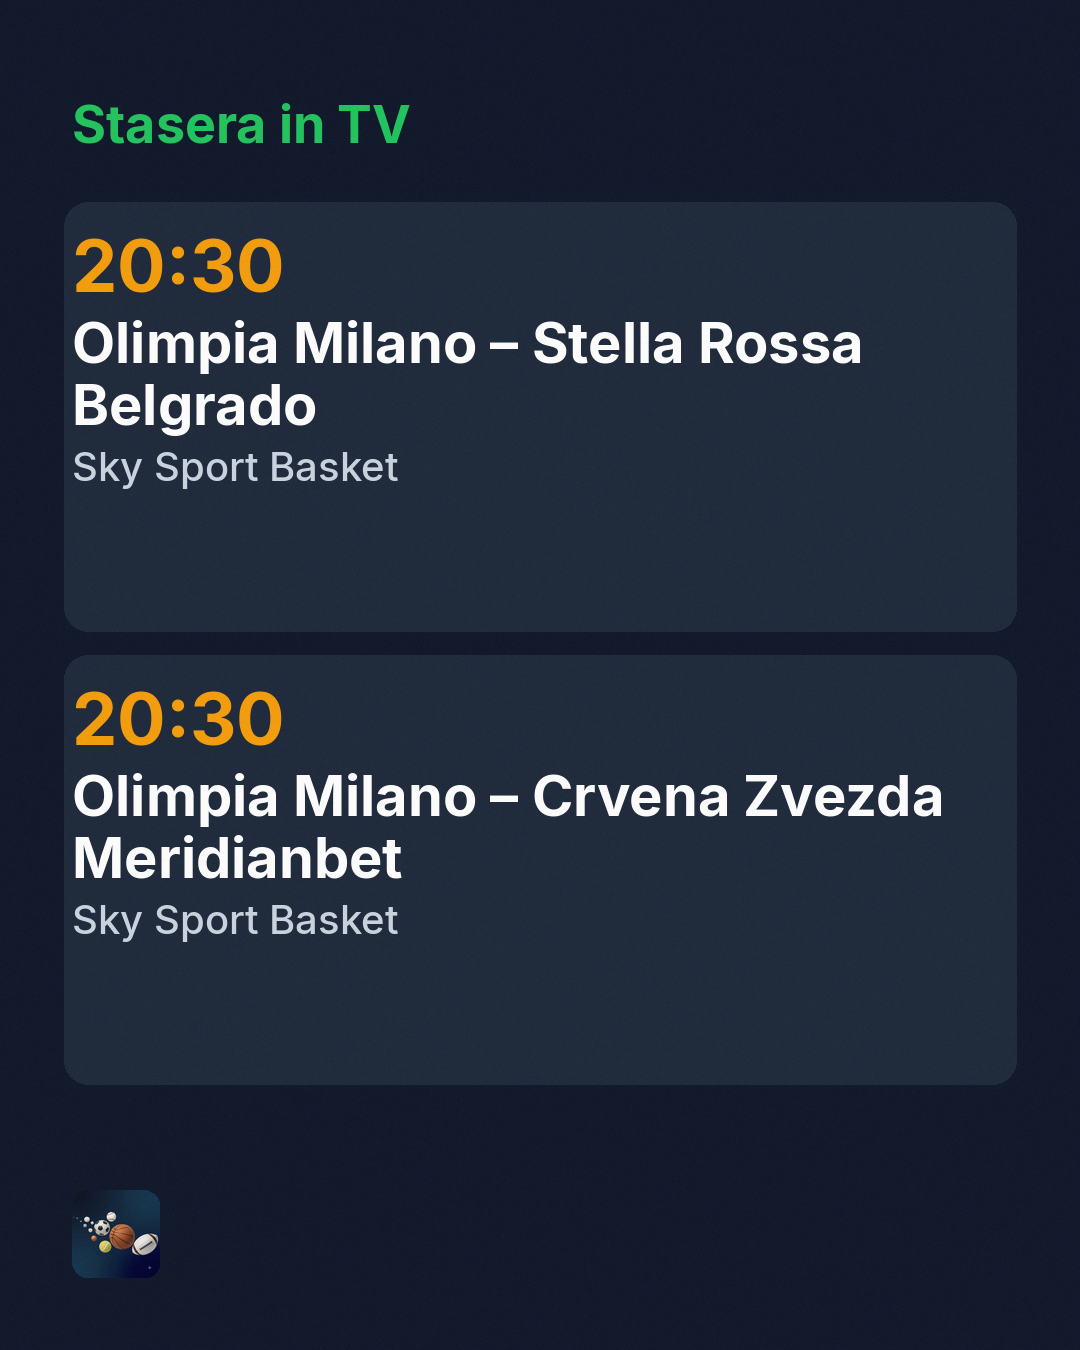 Stasera in TV
20:30
Olimpia Milano – Stella Rossa
Belgrado
Sky Sport Basket
20:30
Olimpia Milano – Crvena Zvezda
Meridianbet
Sky Sport Basket